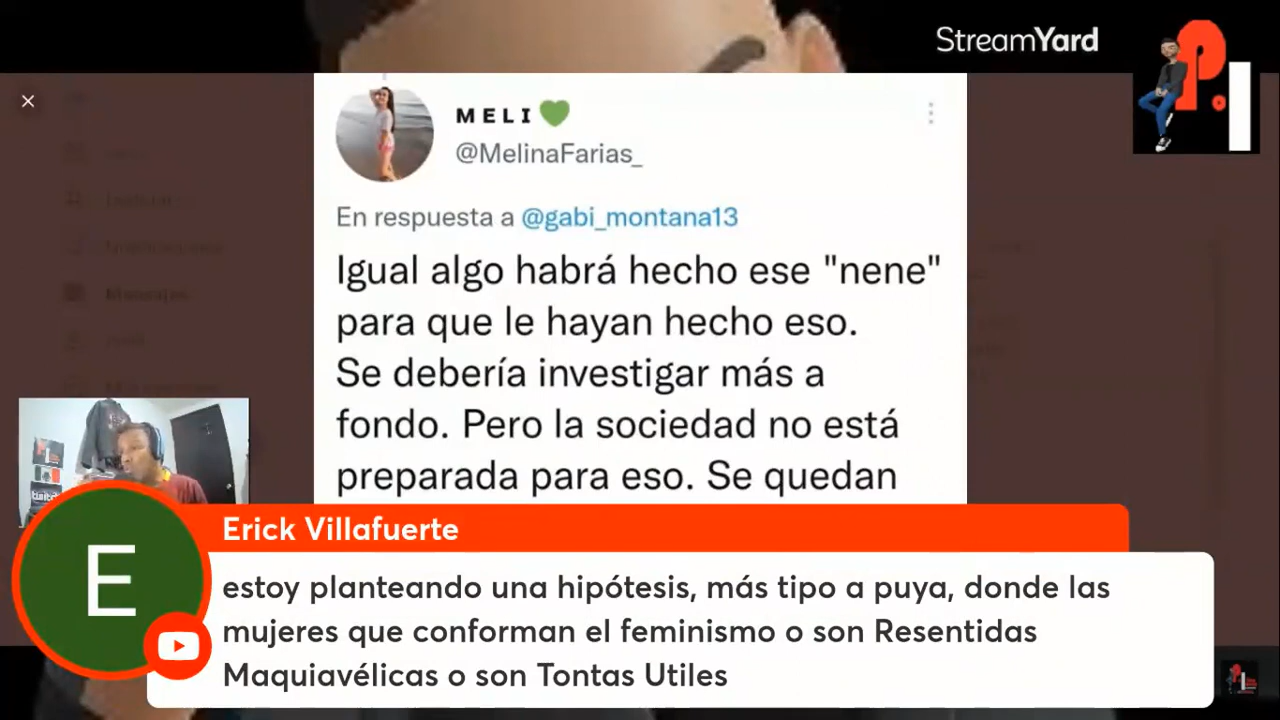 StreamYard
P.I
MELI💚
@MelinaFarias_
En respuesta a @gabi_montana13
Igual algo habrá hecho ese "nene"
para que le hayan hecho eso.
Se debería investigar más a
fondo. Pero la sociedad no está
preparada para eso. Se quedan
Erick Villafuerte
E
estoy planteando una hipótesis, más tipo a puya, donde las
mujeres que conforman el feminismo o son Resentidas
Maquiavélicas o son Tontas Utiles